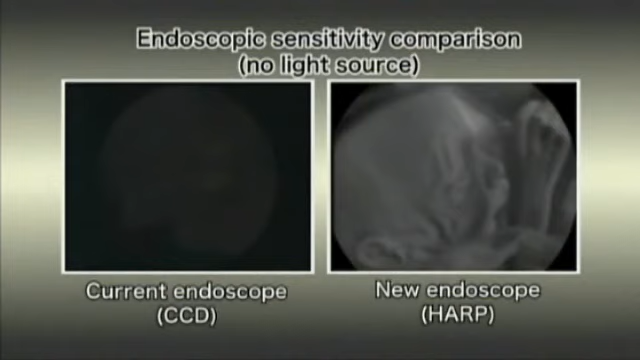 Endoscopic sensitivity comparison
(no light source)
Current endoscope
(CCD)
New endoscope
(HARP)